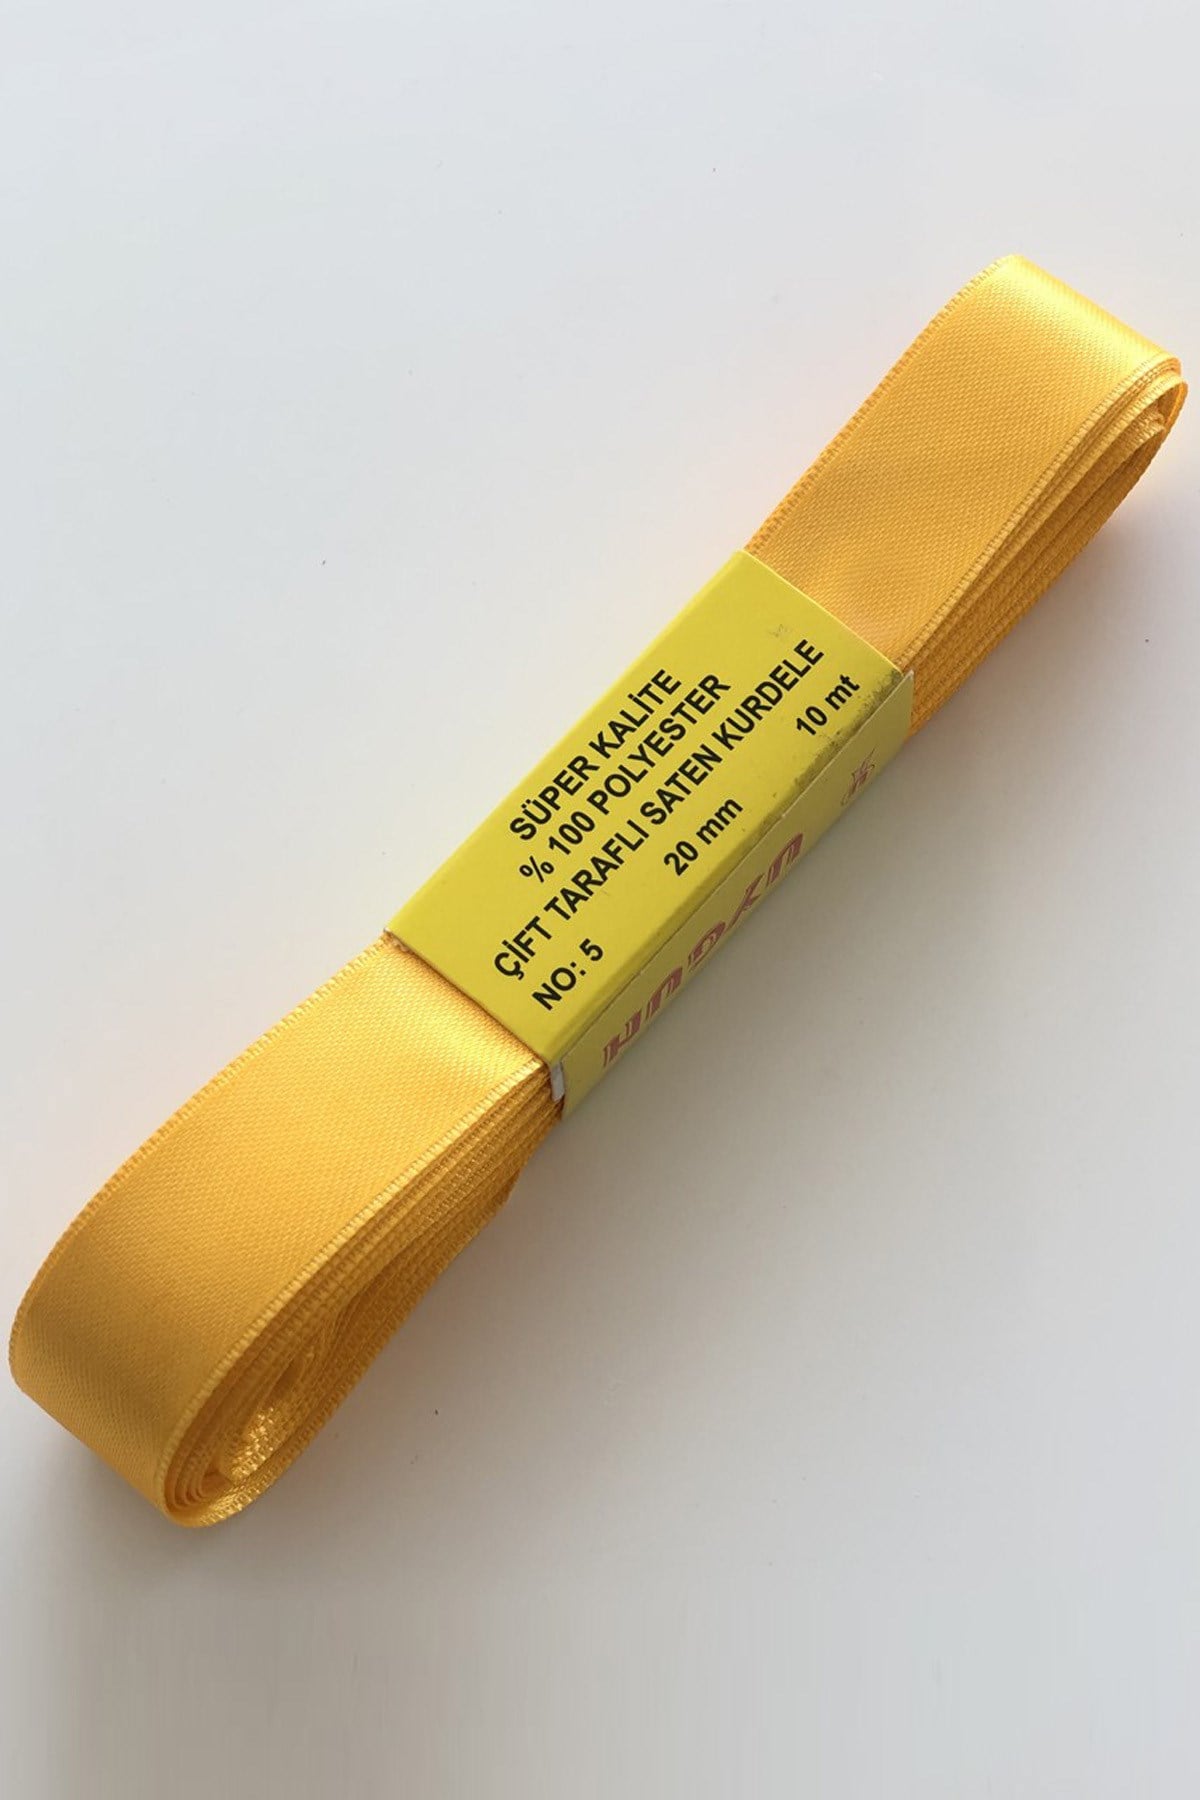 SÜPER KALİTE
% 100 POLYESTER
ÇİFT TARAFLI SATEN KURDELE
NO: 5 20 mm 10 mt